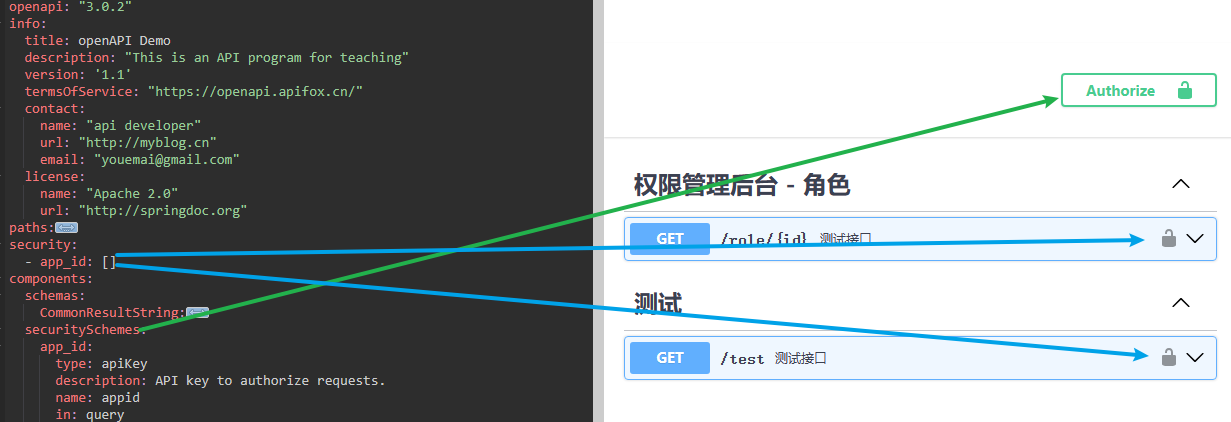 openapi: "3.0.2"
info:
title: openAPI Demo
description: "This is an API program for teaching"
version: '1.1'
termsOfService: "https://openapi.apifox.cn/"
contact:
name: "api developer"
url: "http://myblog.cn"
email: "youemai@gmail.com"
license:
name: "Apache 2.0"
url: "http://springdoc.org"
paths:
security:
- app_id: []
components:
schemas:
CommonResultString:
securitySchemes:
app_id:
type: apiKey
description: API key to authorize requests.
name: appid
in: query
Authorize
权限管理后台 - 角色
GET /role/{id} 测试接口
测试
GET /test 测试接口